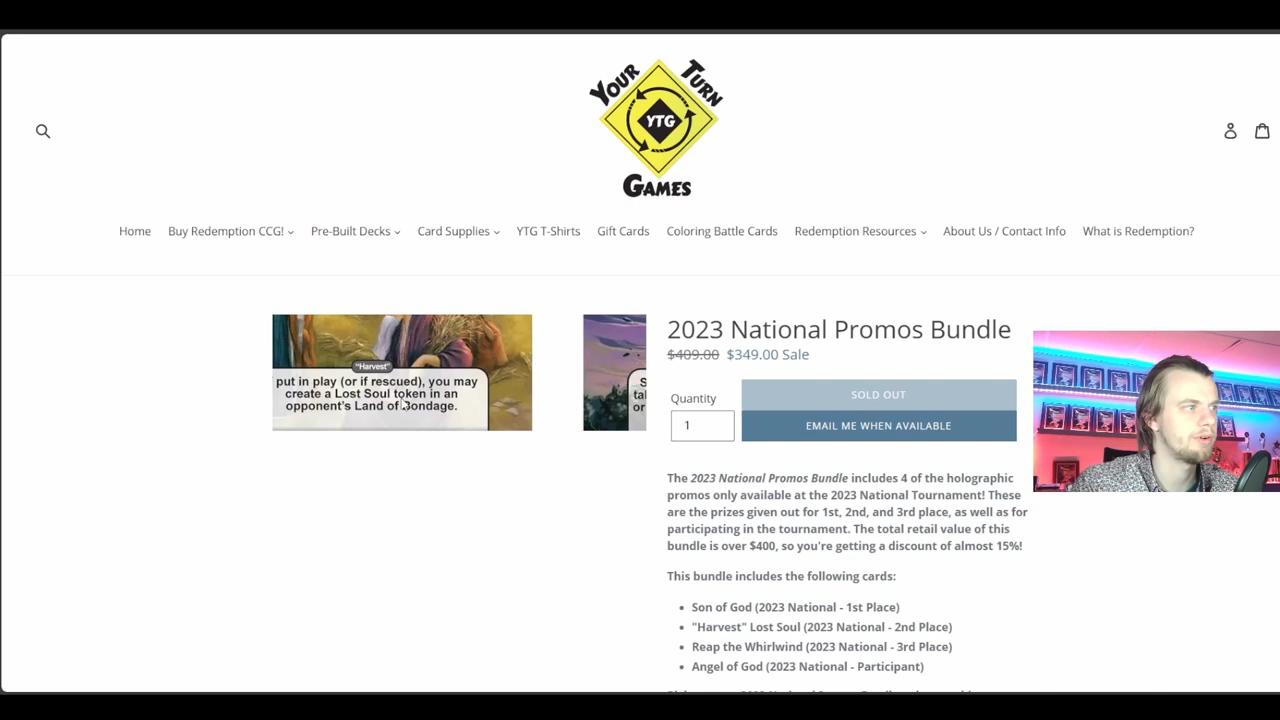 YOUR TURN
YTG
GAMES
Home Buy Redemption CCG! Pre-Built Decks Card Supplies YTG T-Shirts Gift Cards Coloring Battle Cards Redemption Resources About Us / Contact Info What is Redemption?
"Harvest"
put in play (or if rescued), you may
create a Lost Soul token in an
opponent's Land of Bondage.
S
tal
or
2023 National Promos Bundle
$409.00 $349.00 Sale
Quantity
1
SOLD OUT
EMAIL ME WHEN AVAILABLE
The 2023 National Promos Bundle includes 4 of the holographic
promos only available at the 2023 National Tournament! These
are the prizes given out for 1st, 2nd, and 3rd place, as well as for
participating in the tournament. The total retail value of this
bundle is over $400, so you're getting a discount of almost 15%!
This bundle includes the following cards:
• Son of God (2023 National - 1st Place)
• "Harvest" Lost Soul (2023 National - 2nd Place)
• Reap the Whirlwind (2023 National - 3rd Place)
• Angel of God (2023 National - Participant)